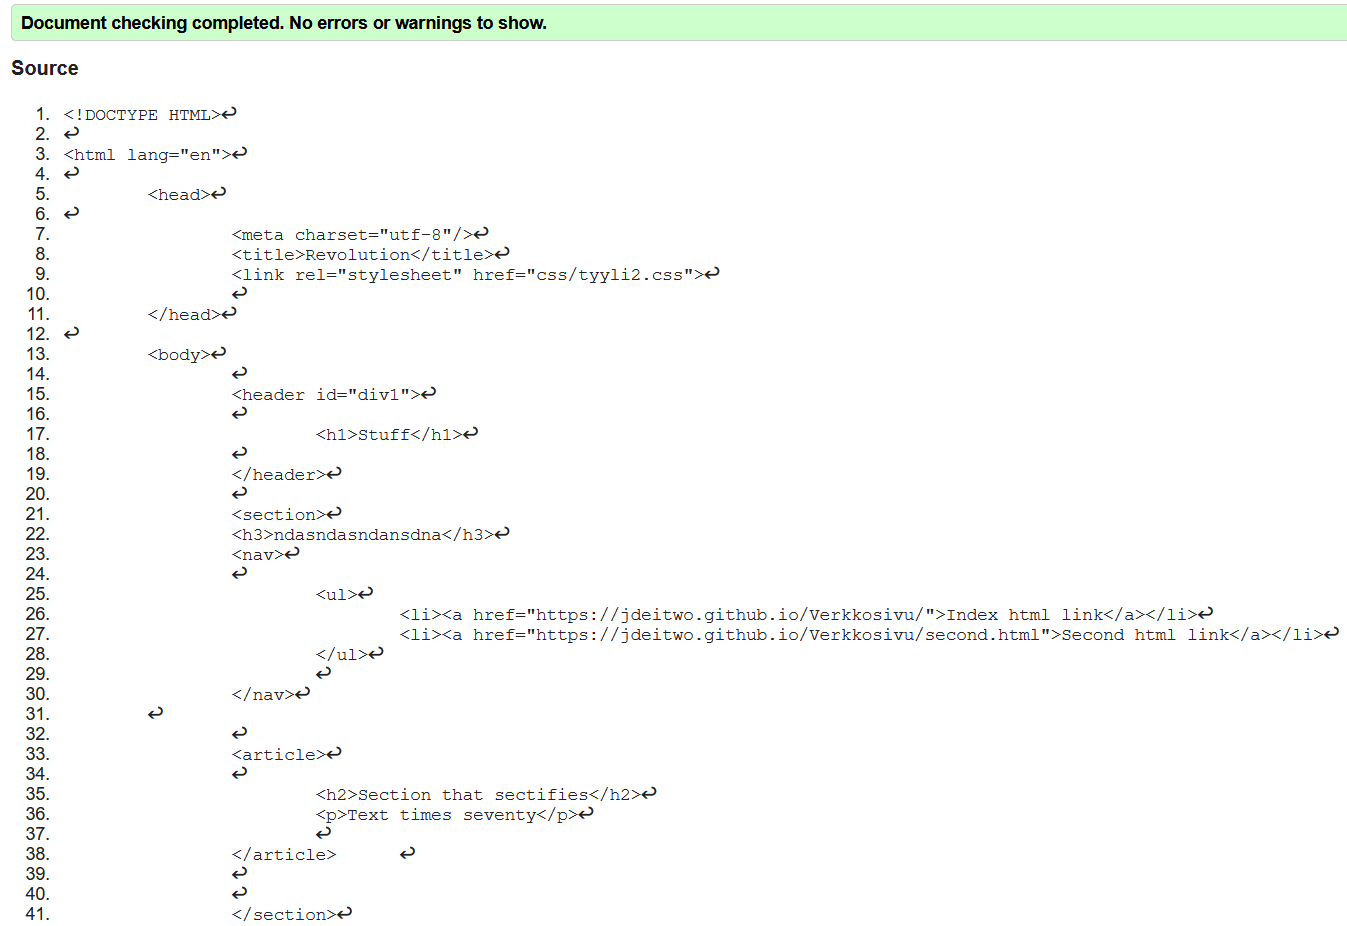 Document checking completed. No errors or warnings to show.
Source
1. <!DOCTYPE HTML>↩
2. ↩
3. <html lang="en">↩
4. ↩
5. <head>↩
6. ↩
7. <meta charset="utf-8"/>↩
8. <title>Revolution</title>↩
9. <link rel="stylesheet" href="css/tyyli2.css">↩
10. ↩
11. </head>↩
12. ↩
13. <body>↩
14. ↩
15. <header id="div1">↩
16. ↩
17. <h1>Stuff</h1>↩
18. ↩
19. </header>↩
20. ↩
21. <section>↩
22. <h3>ndasndasndansdna</h3>↩
23. <nav>↩
24. ↩
25. <ul>↩
26. <li><a href="https://jdeitwo.github.io/Verkkosivu/">Index html link</a></li>↩
27. <li><a href="https://jdeitwo.github.io/Verkkosivu/second.html">Second html link</a></li>↩
28. </ul>↩
29. ↩
30. </nav>↩
31. ↩
32. ↩
33. <article>↩
34. ↩
35. <h2>Section that sectifies</h2>↩
36. <p>Text times seventy</p>↩
37. ↩
38. </article> ↩
39. ↩
40. ↩
41. </section>↩